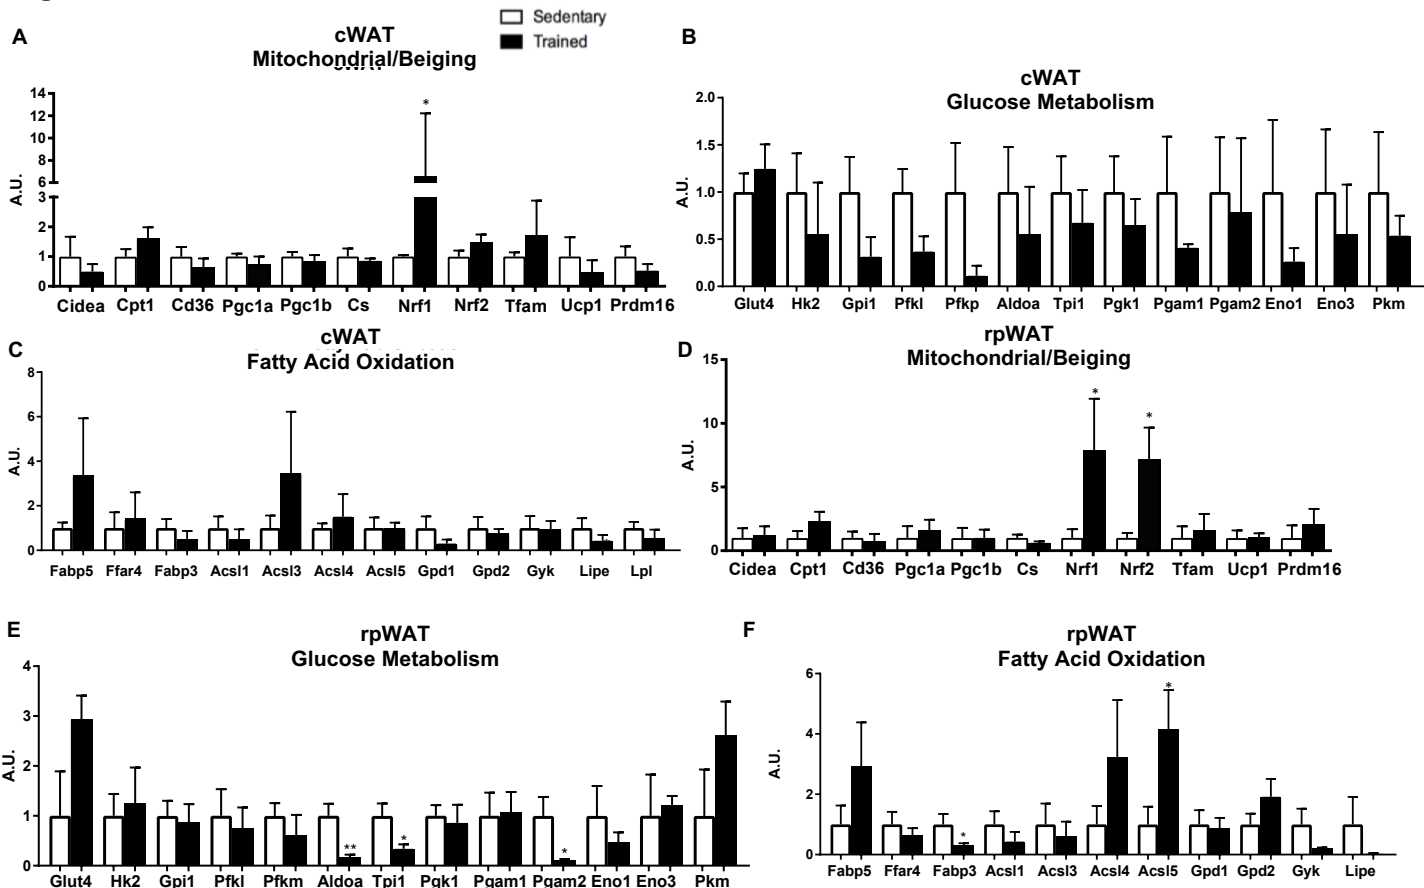 Sedentary
Trained
A
cWAT
Mitochondrial/Beiging
A.U.
14
12
10
8
6
3
2
1
0
*
Cidea Cpt1 Cd36 Pgc1a Pgc1b Cs Nrf1 Nrf2 Tfam Ucp1 Prdm16
B
cWAT
Glucose Metabolism
A.U.
2.0
1.5
1.0
0.5
0.0
Glut4 Hk2 Gpi1 Pfkl Pfkp Aldoa Tpi1 Pgk1 Pgam1 Pgam2 Eno1 Eno3 Pkm
C
cWAT
Fatty Acid Oxidation
A.U.
8
6
4
2
0
Fabp5 Ffar4 Fabp3 Acsl1 Acsl3 Acsl4 Acsl5 Gpd1 Gpd2 Gyk Lipe Lpl
D
rpWAT
Mitochondrial/Beiging
A.U.
15
10
5
0
* *
Cidea Cpt1 Cd36 Pgc1a Pgc1b Cs Nrf1 Nrf2 Tfam Ucp1 Prdm16
E
rpWAT
Glucose Metabolism
A.U.
4
3
2
1
0
** * *
Glut4 Hk2 Gpi1 Pfkl Pfkm Aldoa Tpi1 Pgk1 Pgam1 Pgam2 Eno1 Eno3 Pkm
F
rpWAT
Fatty Acid Oxidation
A.U.
6
4
2
0
* *
Fabp5 Ffar4 Fabp3 Acsl1 Acsl3 Acsl4 Acsl5 Gpd1 Gpd2 Gyk Lipe